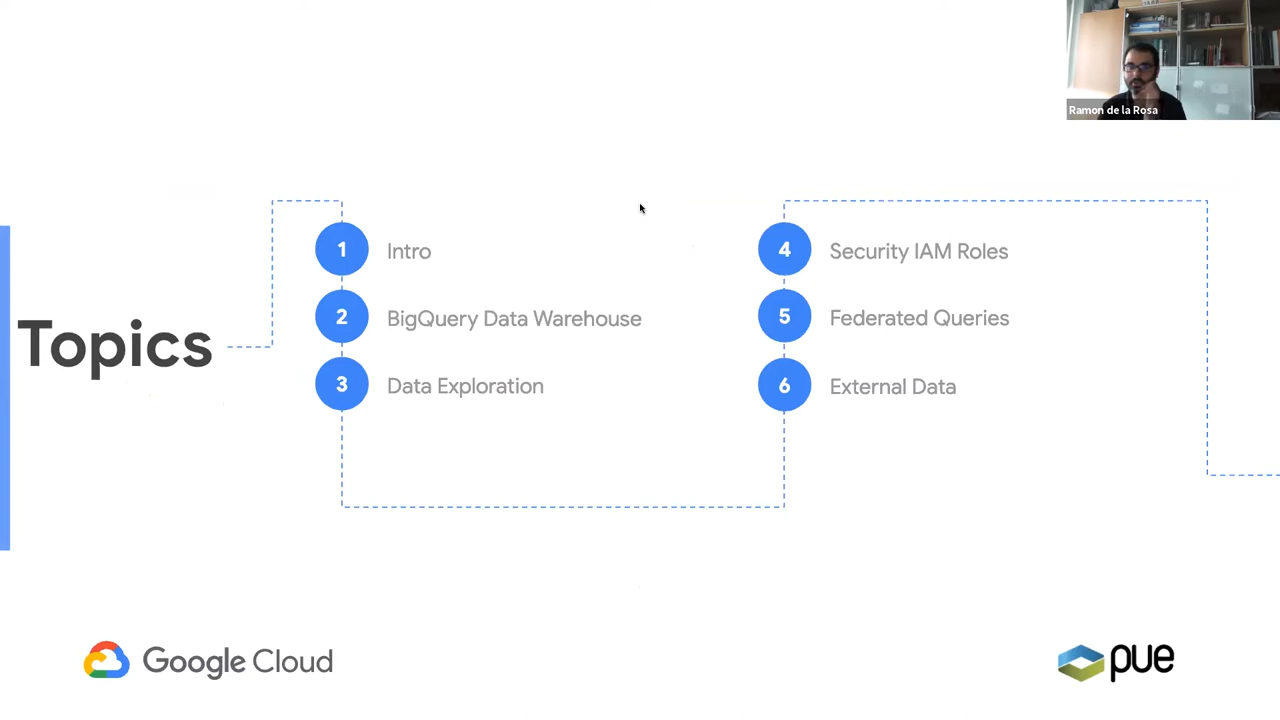 Ramon de la Rosa
Topics
1 Intro
2 BigQuery Data Warehouse
3 Data Exploration
4 Security IAM Roles
5 Federated Queries
6 External Data
Google Cloud
pue